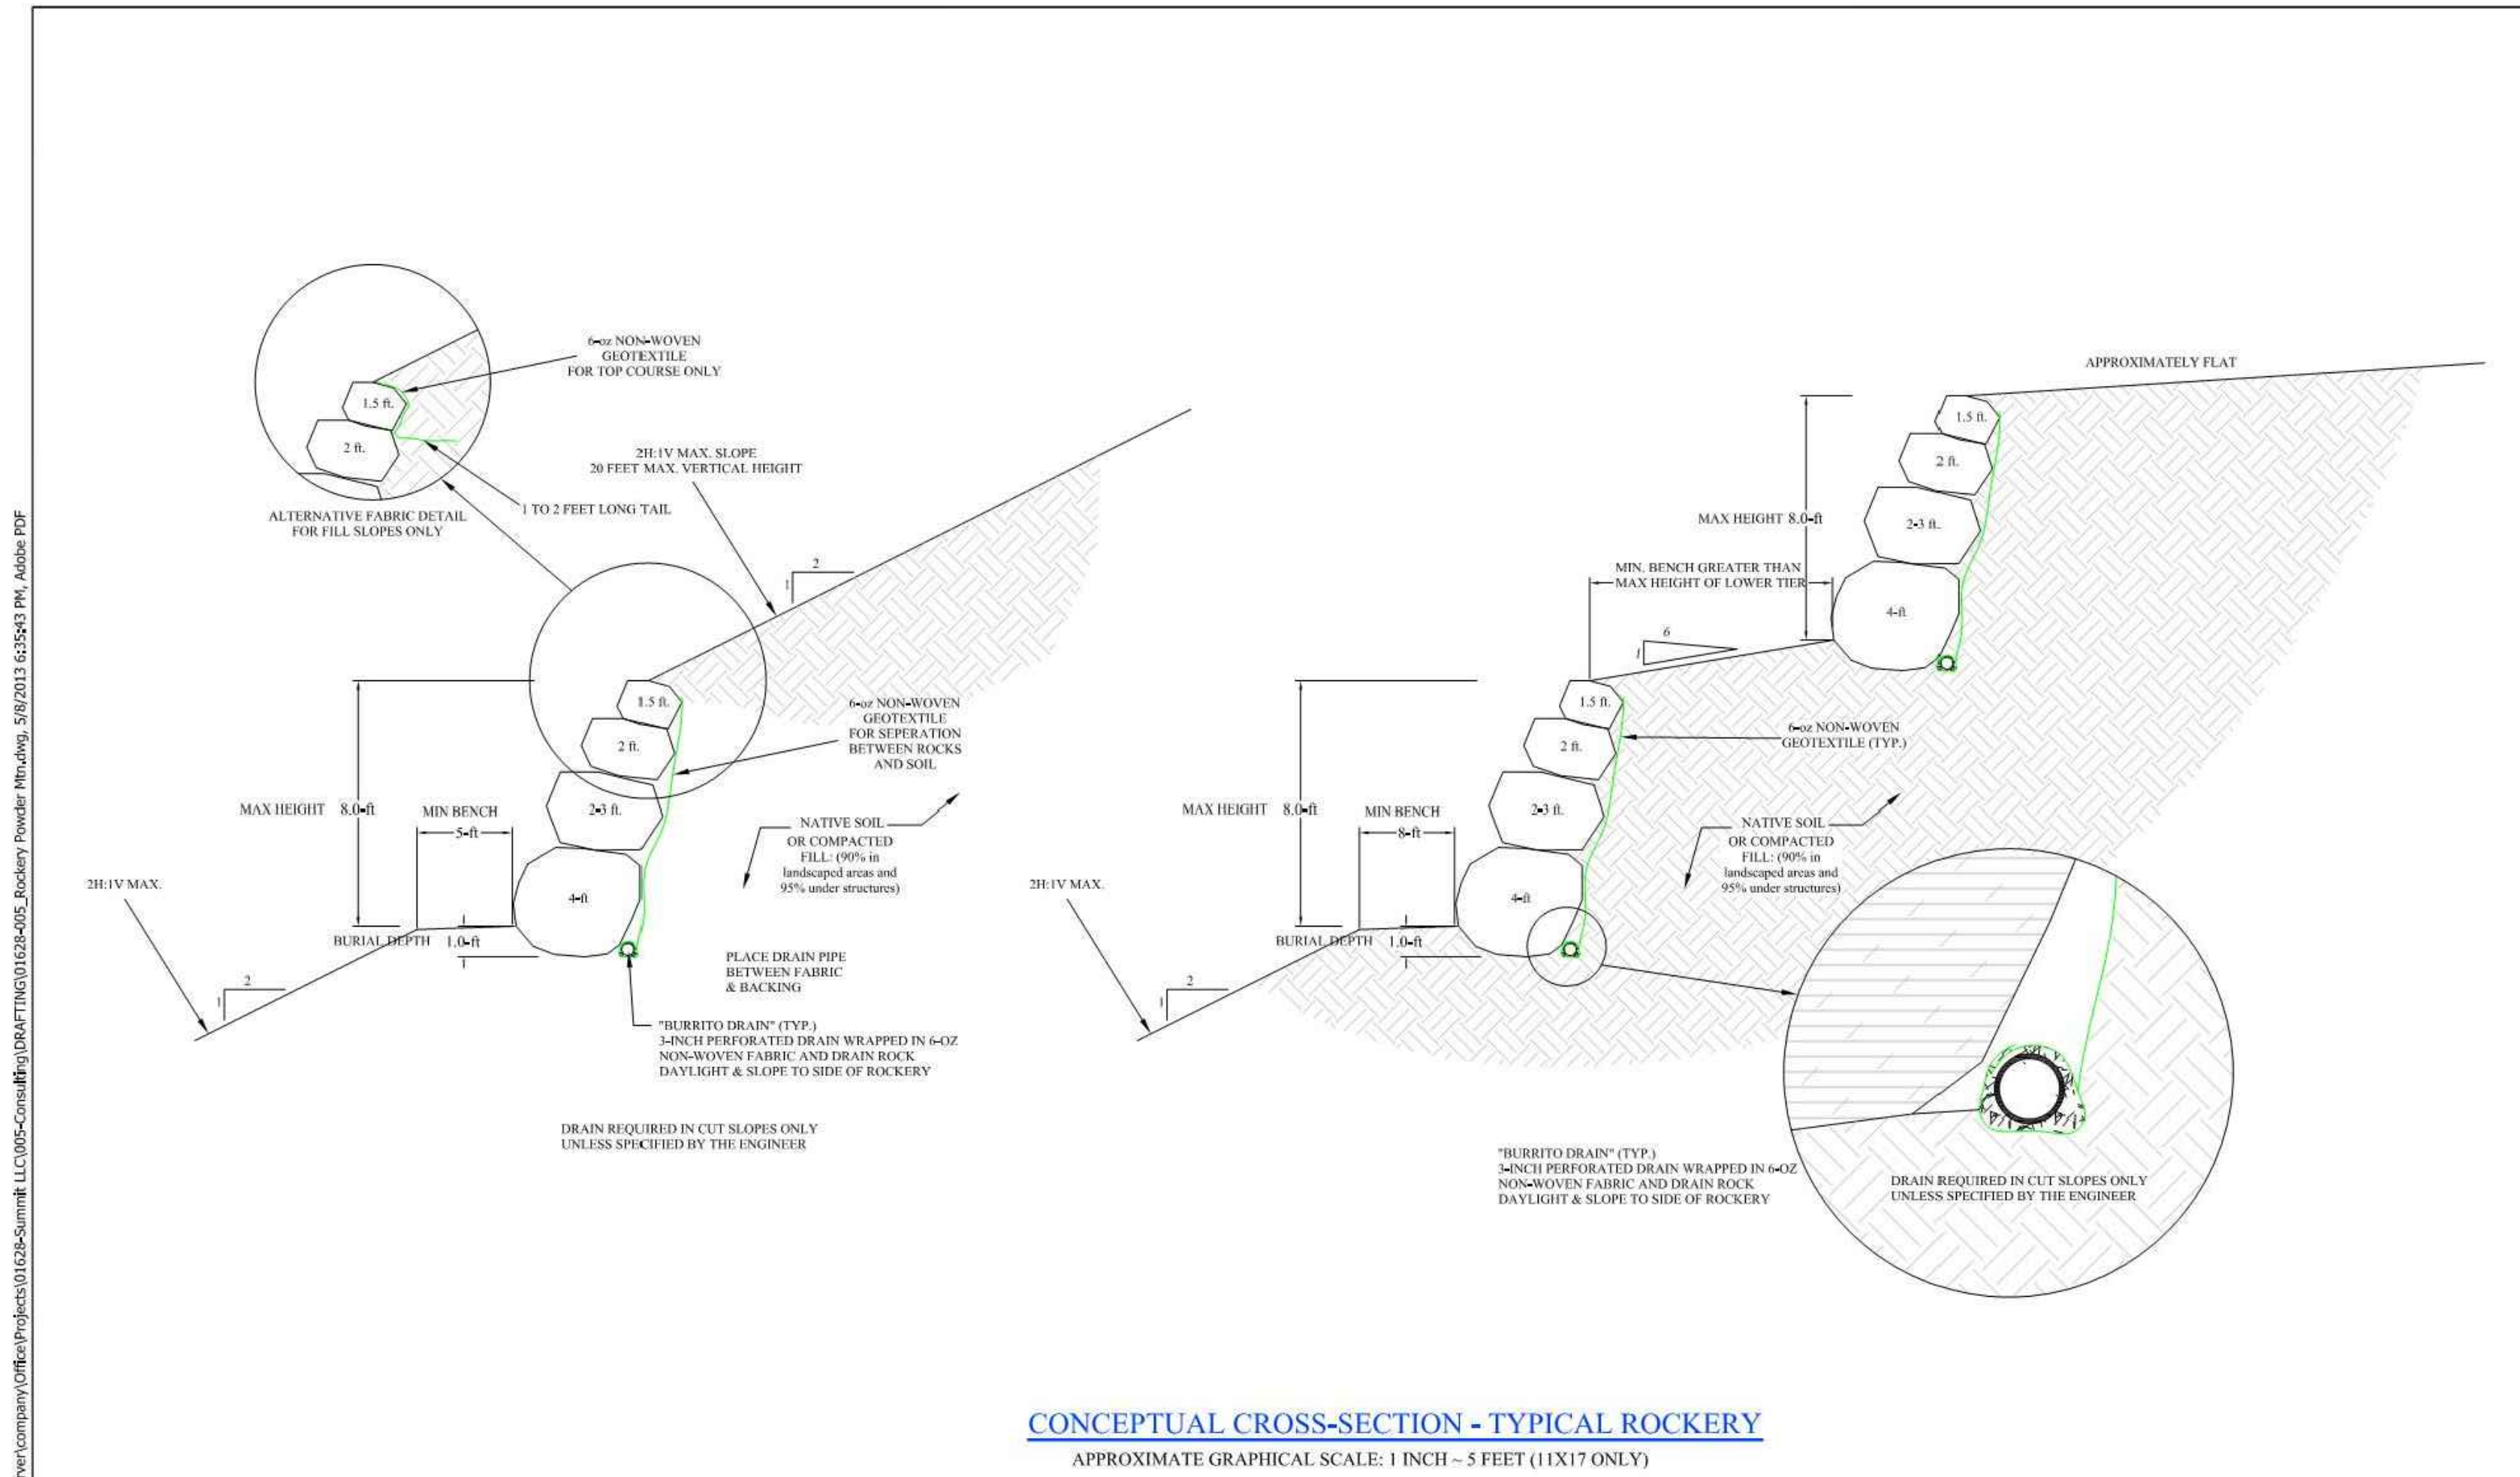 rver\company\Office\Projects\01628-Summit LLC\005-Consulting\DRAFTING\01628-005_Rockery Powder Mtn.dwg, 5/8/2013 6:35:43 PM, Adobe PDF
6-oz NON-WOVEN
GEOTEXTILE
FOR TOP COURSE ONLY
1.5 ft.
2 ft.
1 TO 2 FEET LONG TAIL
ALTERNATIVE FABRIC DETAIL
FOR FILL SLOPES ONLY
2H:1V MAX. SLOPE
20 FEET MAX. VERTICAL HEIGHT
2
1
1.5 ft.
2 ft.
2-3 ft.
4-ft
6-oz NON-WOVEN
GEOTEXTILE
FOR SEPERATION
BETWEEN ROCKS
AND SOIL
MAX HEIGHT 8.0-ft
MIN BENCH
5-ft
NATIVE SOIL
OR COMPACTED
FILL: (90% in
landscaped areas and
95% under structures)
2H:1V MAX.
BURIAL DEPTH 1.0-ft
2
1
PLACE DRAIN PIPE
BETWEEN FABRIC
& BACKING
"BURRITO DRAIN" (TYP.)
3-INCH PERFORATED DRAIN WRAPPED IN 6-OZ
NON-WOVEN FABRIC AND DRAIN ROCK
DAYLIGHT & SLOPE TO SIDE OF ROCKERY
DRAIN REQUIRED IN CUT SLOPES ONLY
UNLESS SPECIFIED BY THE ENGINEER
APPROXIMATELY FLAT
1.5 ft.
2 ft.
2-3 ft.
4-ft
MAX HEIGHT 8.0-ft
MIN. BENCH GREATER THAN
MAX HEIGHT OF LOWER TIER
6
1
1.5 ft.
2 ft.
2-3 ft.
4-ft
6-oz NON-WOVEN
GEOTEXTILE (TYP.)
MAX HEIGHT 8.0-ft
MIN BENCH
8-ft
NATIVE SOIL
OR COMPACTED
FILL: (90% in
landscaped areas and
95% under structures)
2H:1V MAX.
BURIAL DEPTH 1.0-ft
2
1
"BURRITO DRAIN" (TYP.)
3-INCH PERFORATED DRAIN WRAPPED IN 6-OZ
NON-WOVEN FABRIC AND DRAIN ROCK
DAYLIGHT & SLOPE TO SIDE OF ROCKERY
DRAIN REQUIRED IN CUT SLOPES ONLY
UNLESS SPECIFIED BY THE ENGINEER
CONCEPTUAL CROSS-SECTION - TYPICAL ROCKERY
APPROXIMATE GRAPHICAL SCALE: 1 INCH ~ 5 FEET (11X17 ONLY)